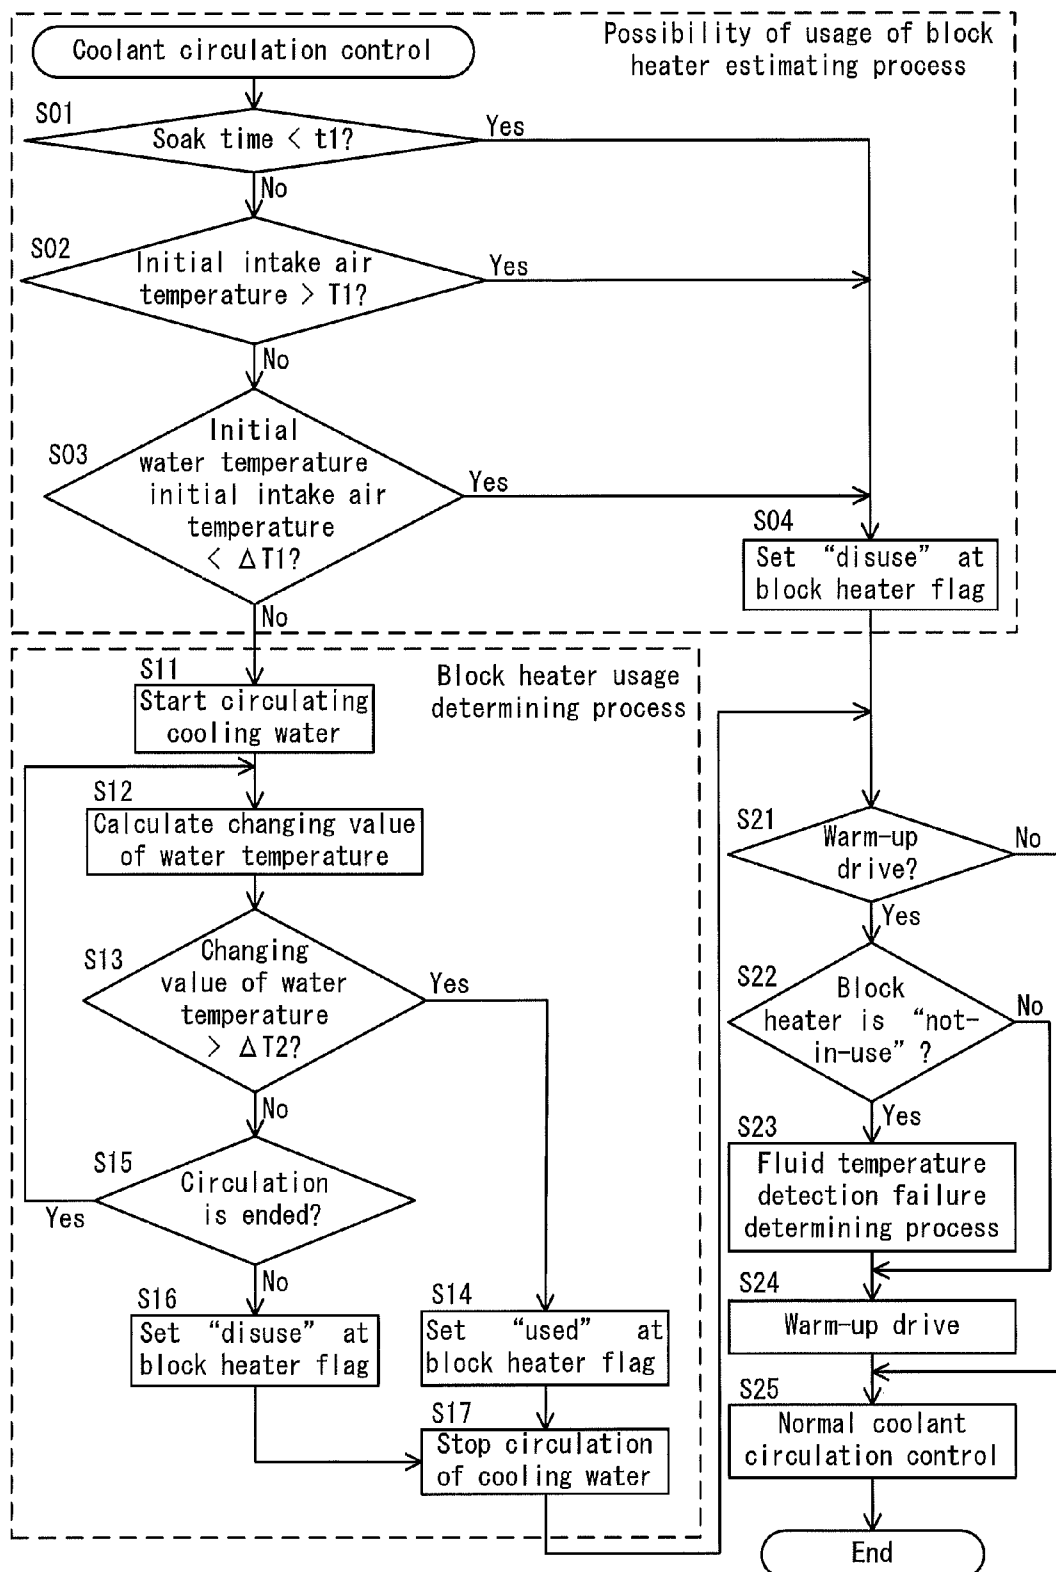 Coolant circulation control
Possibility of usage of block
heater estimating process
S01
Soak time < t1?
Yes
No
S02
Initial intake air
temperature > T1?
Yes
No
S03
Initial
water temperature
initial intake air
temperature
< ΔT1?
Yes
No
S04
Set "disuse" at
block heater flag
Block heater usage
determining process
S11
Start circulating
cooling water
S12
Calculate changing value
of water temperature
S13
Changing
value of water
temperature
> ΔT2?
Yes
No
S15
Circulation
is ended?
Yes
No
S16
Set "disuse" at
block heater flag
S14
Set "used" at
block heater flag
S17
Stop circulation
of cooling water
S21
Warm-up
drive?
No
Yes
S22
Block
heater is "not-
in-use" ?
No
Yes
S23
Fluid temperature
detection failure
determining process
S24
Warm-up drive
S25
Normal coolant
circulation control
End